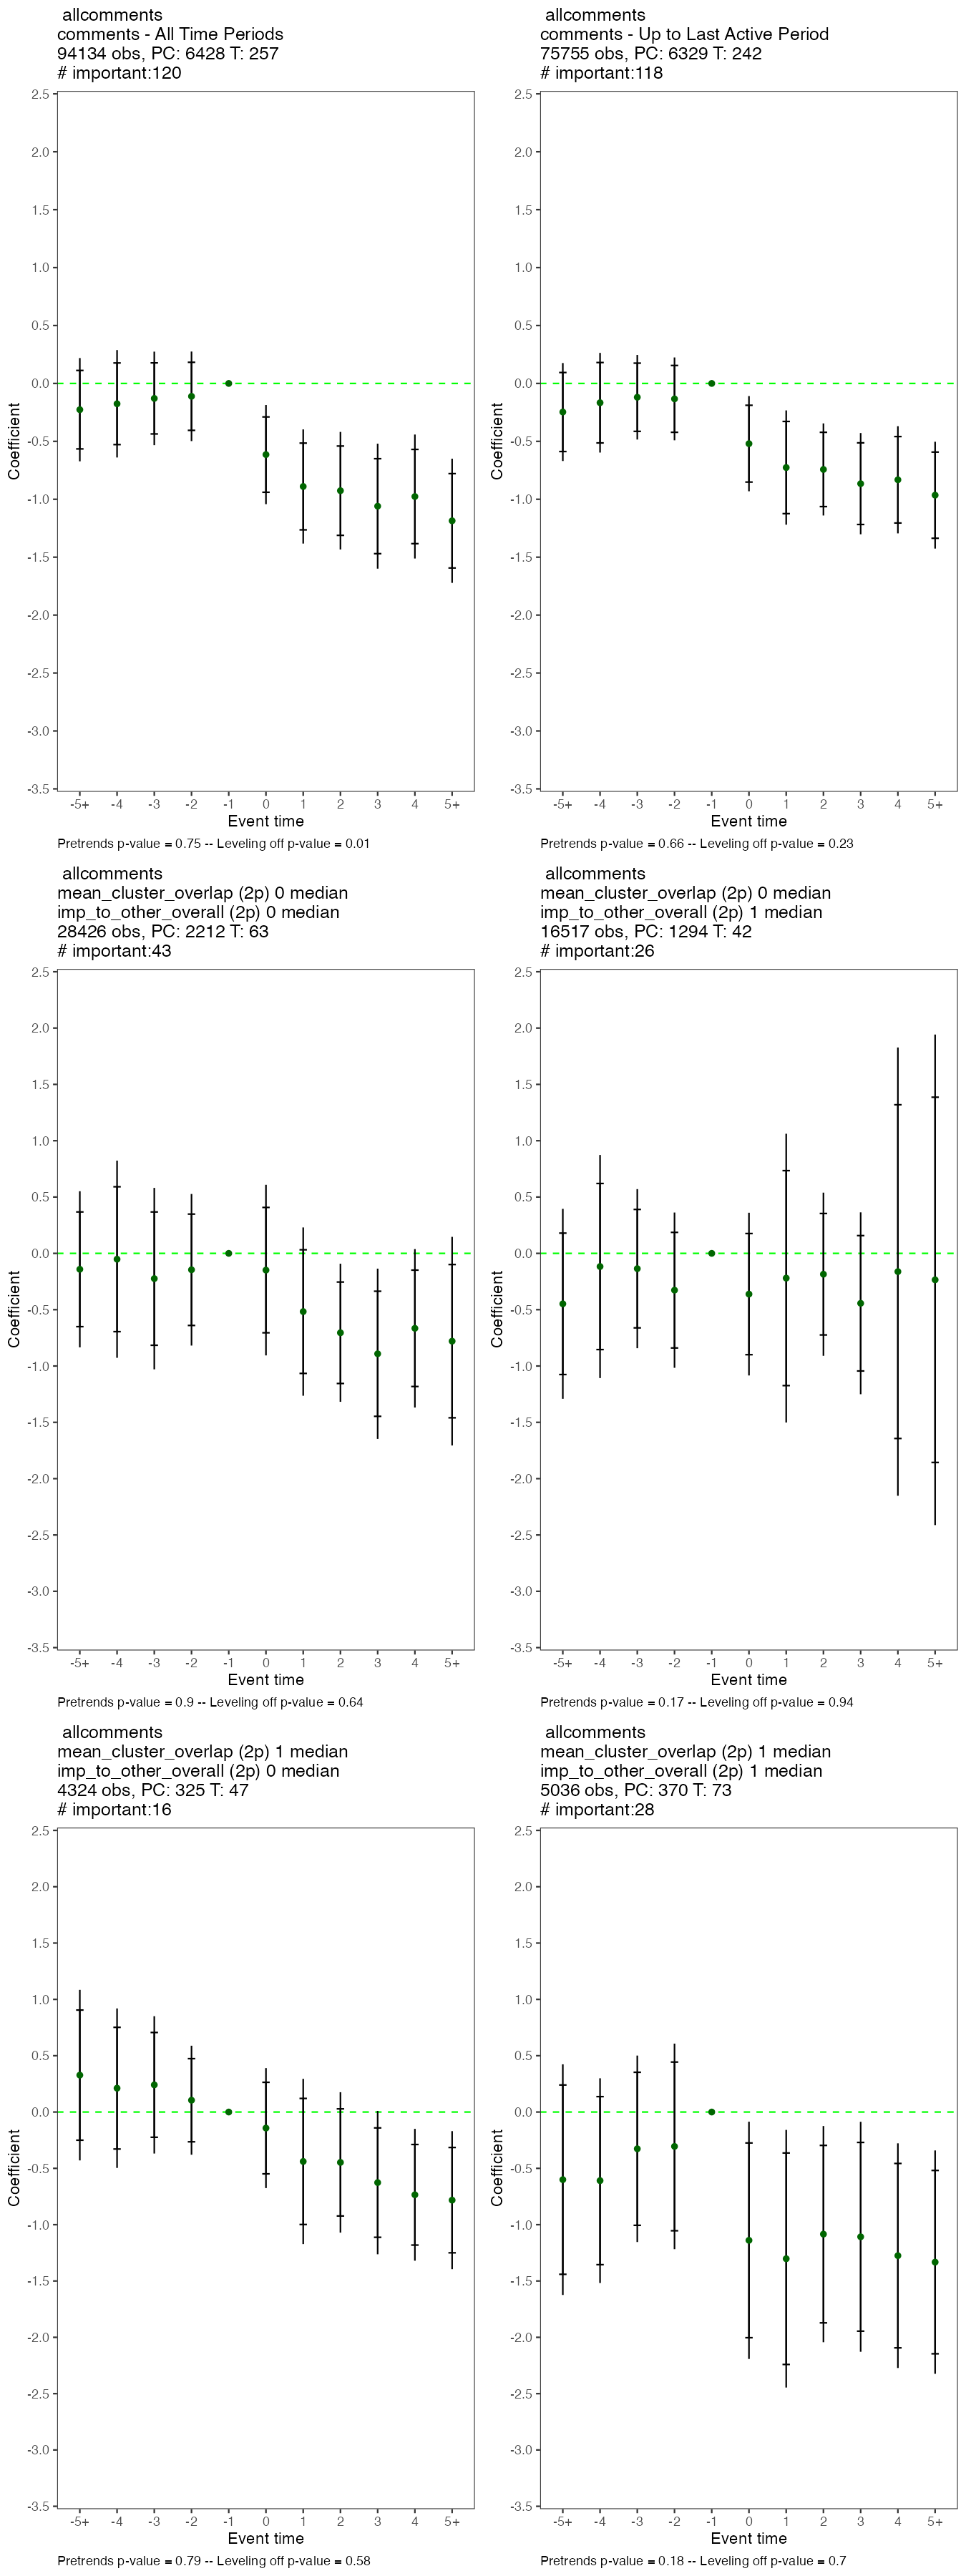 allcomments
comments - All Time Periods
94134 obs, PC: 6428 T: 257
# important:120
2.5
2.0
1.5
1.0
0.5
0.0
-0.5
-1.0
-1.5
-2.0
-2.5
-3.0
-3.5
Coefficient
-5+ -4 -3 -2 -1 0 1 2 3 4 5+
Event time
Pretrends p-value = 0.75 -- Leveling off p-value = 0.01
allcomments
comments - Up to Last Active Period
75755 obs, PC: 6329 T: 242
# important:118
2.5
2.0
1.5
1.0
0.5
0.0
-0.5
-1.0
-1.5
-2.0
-2.5
-3.0
-3.5
Coefficient
-5+ -4 -3 -2 -1 0 1 2 3 4 5+
Event time
Pretrends p-value = 0.66 -- Leveling off p-value = 0.23
allcomments
mean_cluster_overlap (2p) 0 median
imp_to_other_overall (2p) 0 median
28426 obs, PC: 2212 T: 63
# important:43
2.5
2.0
1.5
1.0
0.5
0.0
-0.5
-1.0
-1.5
-2.0
-2.5
-3.0
-3.5
Coefficient
-5+ -4 -3 -2 -1 0 1 2 3 4 5+
Event time
Pretrends p-value = 0.9 -- Leveling off p-value = 0.64
allcomments
mean_cluster_overlap (2p) 0 median
imp_to_other_overall (2p) 1 median
16517 obs, PC: 1294 T: 42
# important:26
2.5
2.0
1.5
1.0
0.5
0.0
-0.5
-1.0
-1.5
-2.0
-2.5
-3.0
-3.5
Coefficient
-5+ -4 -3 -2 -1 0 1 2 3 4 5+
Event time
Pretrends p-value = 0.17 -- Leveling off p-value = 0.94
allcomments
mean_cluster_overlap (2p) 1 median
imp_to_other_overall (2p) 0 median
4324 obs, PC: 325 T: 47
# important:16
2.5
2.0
1.5
1.0
0.5
0.0
-0.5
-1.0
-1.5
-2.0
-2.5
-3.0
-3.5
Coefficient
-5+ -4 -3 -2 -1 0 1 2 3 4 5+
Event time
Pretrends p-value = 0.79 -- Leveling off p-value = 0.58
allcomments
mean_cluster_overlap (2p) 1 median
imp_to_other_overall (2p) 1 median
5036 obs, PC: 370 T: 73
# important:28
2.5
2.0
1.5
1.0
0.5
0.0
-0.5
-1.0
-1.5
-2.0
-2.5
-3.0
-3.5
Coefficient
-5+ -4 -3 -2 -1 0 1 2 3 4 5+
Event time
Pretrends p-value = 0.18 -- Leveling off p-value = 0.7